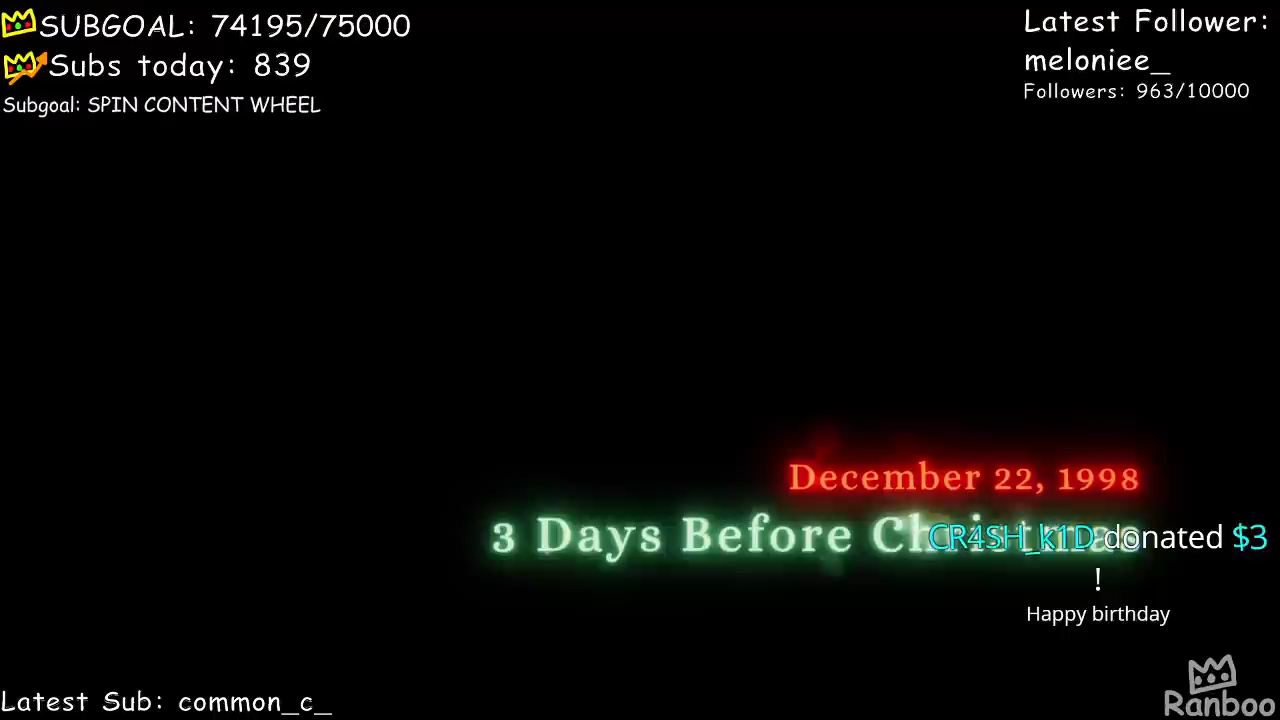 SUBGOAL: 74195/75000
Subs today: 839
Subgoal: SPIN CONTENT WHEEL
Latest Follower:
meloniee_
Followers: 963/10000
December 22, 1998
3 Days Before Christmas
CR4SH_k1D donated $3
!
Happy birthday
Latest Sub: common_c_
Ranboo